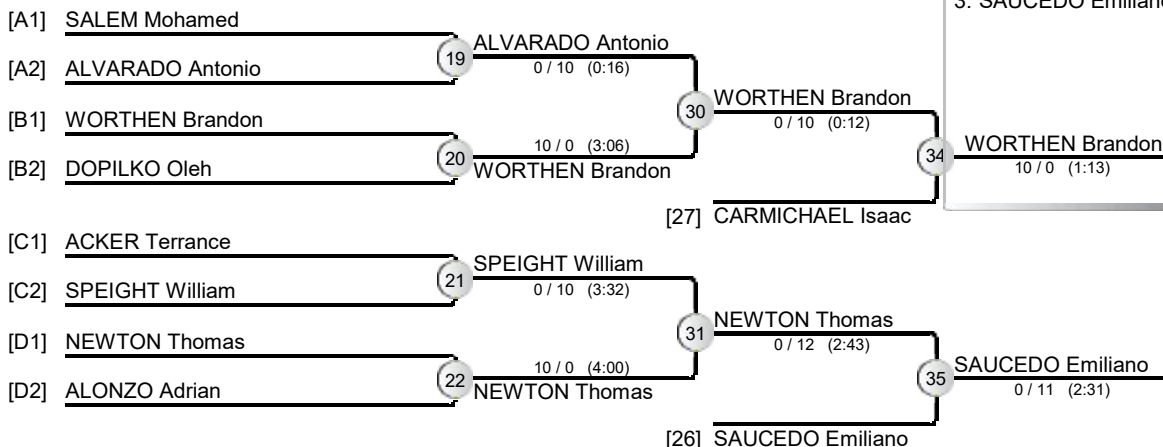 3. SAUCEDO Emiliano
[A1] SALEM Mohamed
19
ALVARADO Antonio
0 / 10 (0:16)
[A2] ALVARADO Antonio
30
WORTHEN Brandon
0 / 10 (0:12)
[B1] WORTHEN Brandon
20
10 / 0 (3:06)
WORTHEN Brandon
[B2] DOPILKO Oleh
34
WORTHEN Brandon
10 / 0 (1:13)
[27] CARMICHAEL Isaac
[C1] ACKER Terrance
21
SPEIGHT William
0 / 10 (3:32)
[C2] SPEIGHT William
31
NEWTON Thomas
0 / 12 (2:43)
[D1] NEWTON Thomas
22
10 / 0 (4:00)
NEWTON Thomas
[D2] ALONZO Adrian
35
SAUCEDO Emiliano
0 / 11 (2:31)
[26] SAUCEDO Emiliano